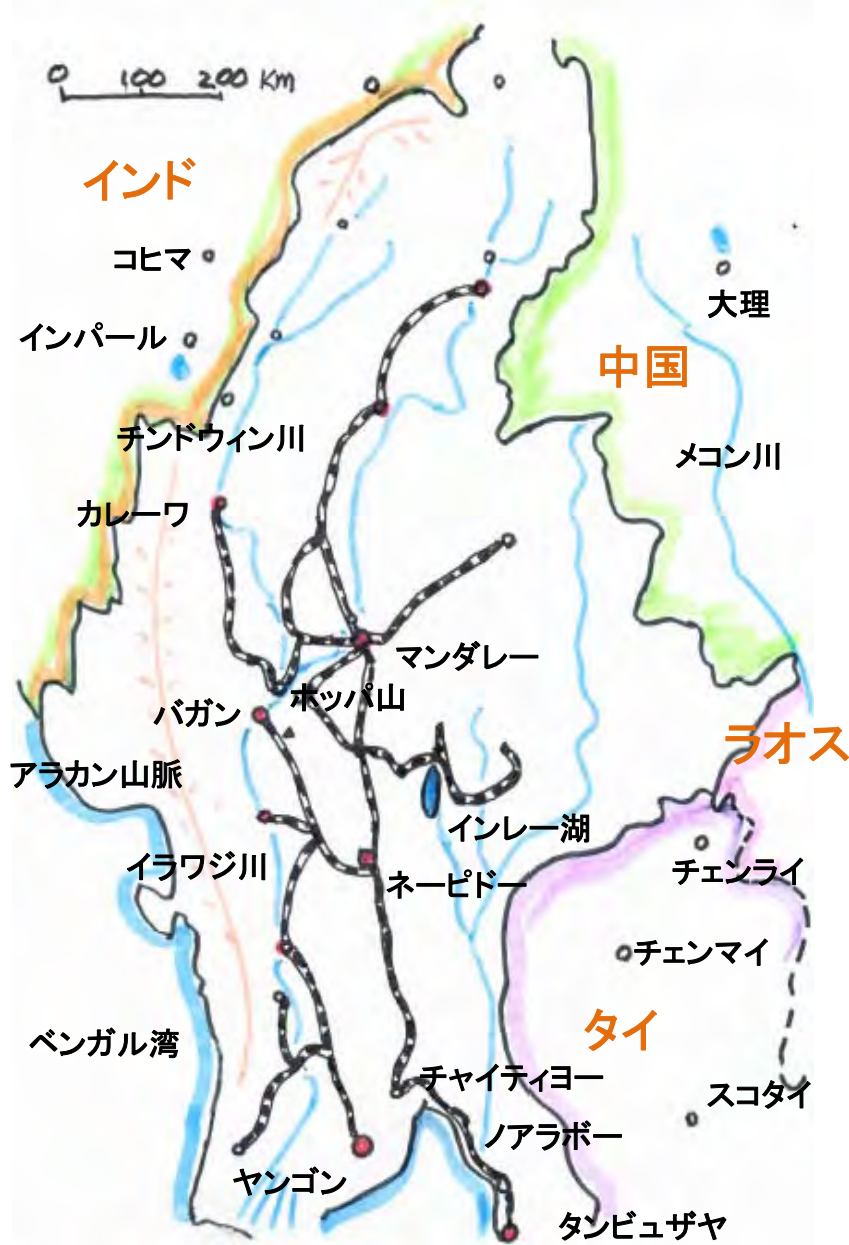 0 100 200 Km
インド
コヒマ
大理
インパール
中国
チンドウィン川
メコン川
カレーワ
マンダレー
ポッパ山
バガン
ラオス
アラカン山脈
インレー湖
イラワジ川
ネーピドー
チェンライ
チェンマイ
タイ
ベンガル湾
チャイティヨー
スコタイ
ノアラボー
ヤンゴン
タンビュザヤ